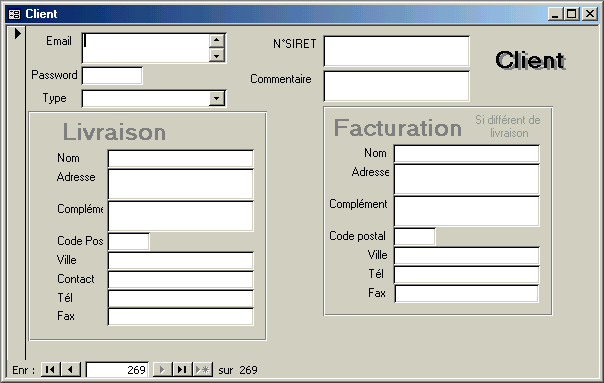 Client
Email
Password
Type
N°SIRET
Commentaire
Client
Livraison
Nom
Adresse
Compléme
Code Pos
Ville
Contact
Tél
Fax
Facturation
Si différent de
livraison
Nom
Adresse
Complément
Code postal
Ville
Tél
Fax
Enr : 269 sur 269